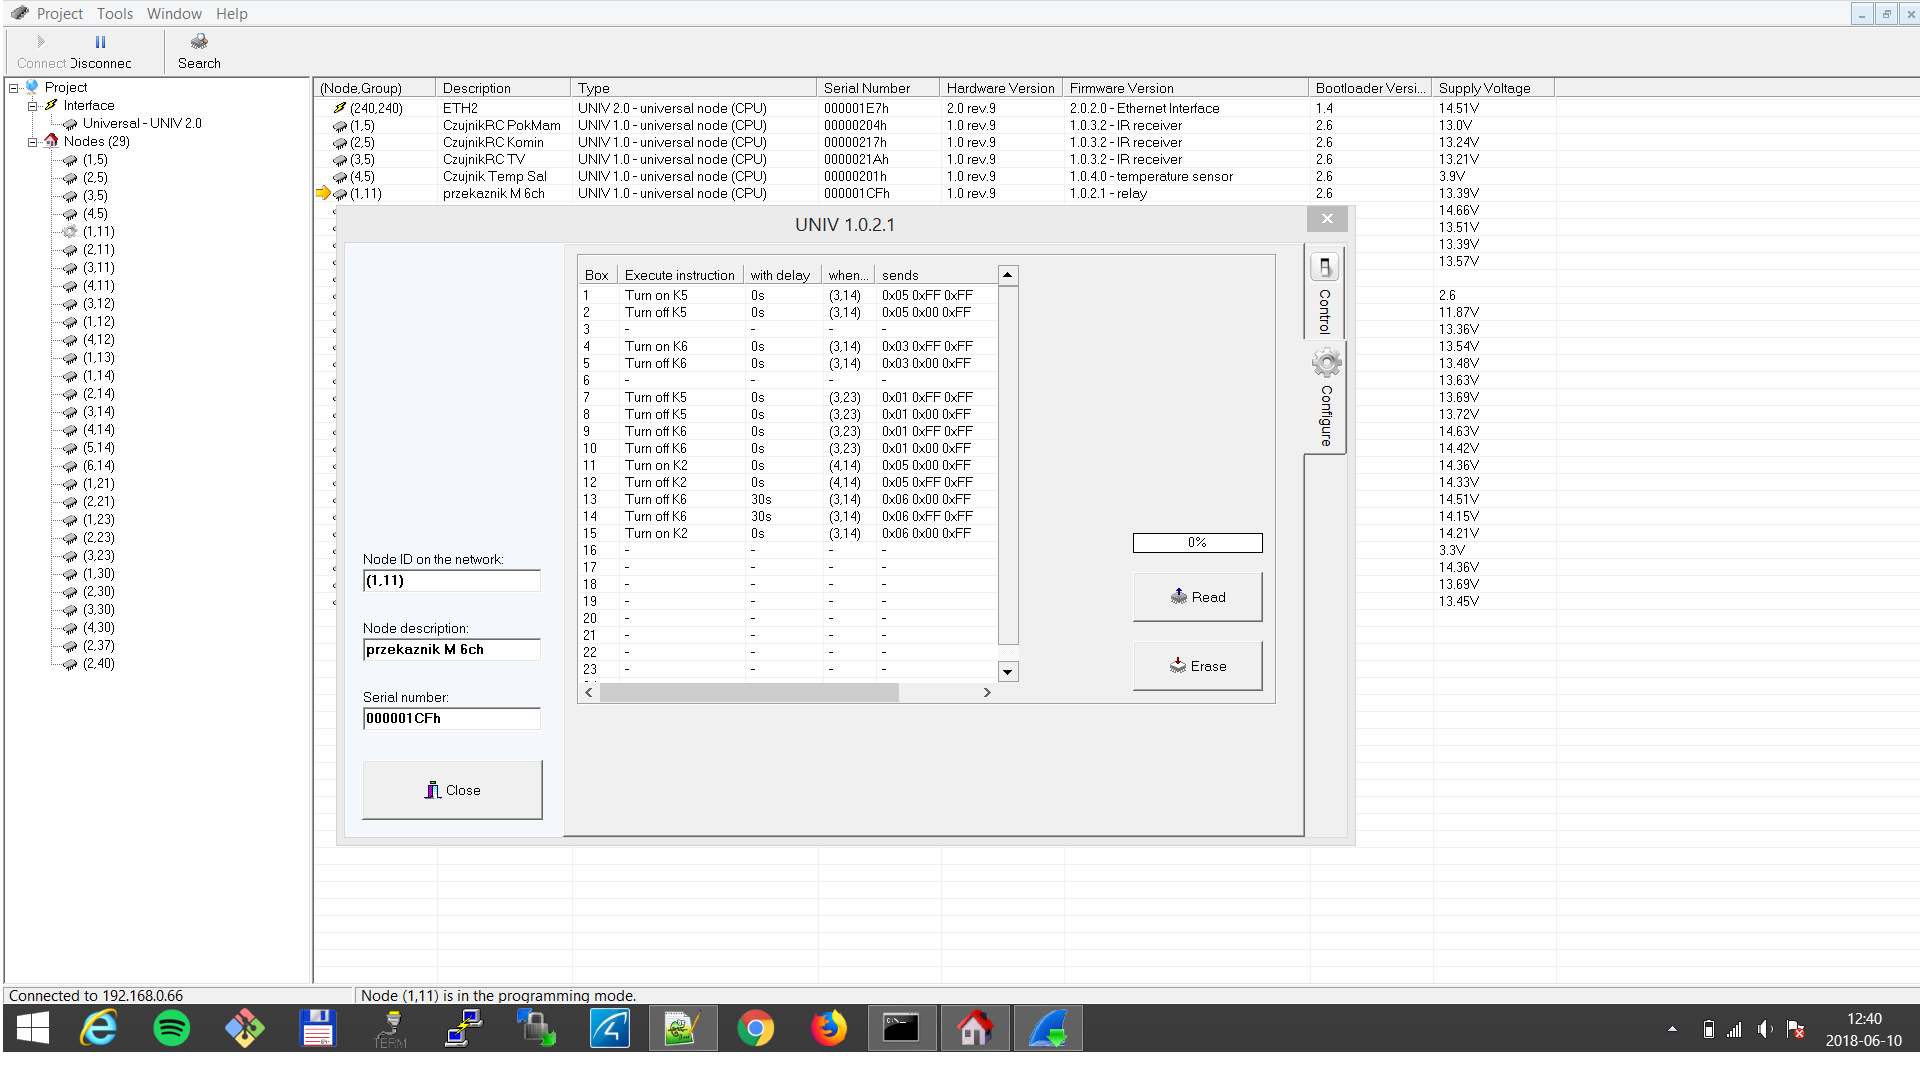 Project Tools Window Help
Connect Disconnec Search
Project
Interface
Universal - UNIV 2.0
Nodes (29)
(1,5)
(2,5)
(3,5)
(4,5)
(1,11)
(2,11)
(3,11)
(4,11)
(3,12)
(1,12)
(4,12)
(1,13)
(1,14)
(2,14)
(3,14)
(4,14)
(5,14)
(6,14)
(1,21)
(2,21)
(1,23)
(2,23)
(3,23)
(1,30)
(2,30)
(3,30)
(4,30)
(2,37)
(2,40)
(Node,Group) Description Type Serial Number Hardware Version Firmware Version Bootloader Versi... Supply Voltage
(240,240) ETH2 UNIV 2.0 - universal node (CPU) 000001E7h 2.0 rev.9 2.0.2.0 - Ethernet Interface 1.4 14.51V
(1,5) CzujnikRC PokMam UNIV 1.0 - universal node (CPU) 00000204h 1.0 rev.9 1.0.3.2 - IR receiver 2.6 13.0V
(2,5) CzujnikRC Komin UNIV 1.0 - universal node (CPU) 00000217h 1.0 rev.9 1.0.3.2 - IR receiver 2.6 13.24V
(3,5) CzujnikRC TV UNIV 1.0 - universal node (CPU) 0000021Ah 1.0 rev.9 1.0.3.2 - IR receiver 2.6 13.21V
(4,5) Czujnik Temp Sal UNIV 1.0 - universal node (CPU) 00000201h 1.0 rev.9 1.0.4.0 - temperature sensor 2.6 3.9V
(1,11) przekaznik M 6ch UNIV 1.0 - universal node (CPU) 000001CFh 1.0 rev.9 1.0.2.1 - relay 2.6 13.39V
14.66V
13.51V
13.39V
13.57V
2.6
11.87V
13.36V
13.54V
13.48V
13.63V
13.69V
13.72V
14.63V
14.42V
14.36V
14.33V
14.51V
14.15V
14.21V
3.3V
14.36V
13.69V
13.45V
UNIV 1.0.2.1
Node ID on the network:
(1,11)
Node description:
przekaznik M 6ch
Serial number:
000001CFh
Close
Box Execute instruction with delay when... sends
1 Turn on K5 0s (3,14) 0x05 0xFF 0xFF
2 Turn off K5 0s (3,14) 0x05 0x00 0xFF
3 - - - -
4 Turn on K6 0s (3,14) 0x03 0xFF 0xFF
5 Turn off K6 0s (3,14) 0x03 0x00 0xFF
6 - - - -
7 Turn off K5 0s (3,23) 0x01 0xFF 0xFF
8 Turn off K5 0s (3,23) 0x01 0x00 0xFF
9 Turn off K6 0s (3,23) 0x01 0xFF 0xFF
10 Turn off K6 0s (3,23) 0x01 0x00 0xFF
11 Turn on K2 0s (4,14) 0x05 0x00 0xFF
12 Turn off K2 0s (4,14) 0x05 0xFF 0xFF
13 Turn off K6 30s (3,14) 0x06 0x00 0xFF
14 Turn off K6 30s (3,14) 0x06 0xFF 0xFF
15 Turn on K2 0s (3,14) 0x06 0x00 0xFF
16 - - - -
17 - - - -
18 - - - -
19 - - - -
20 - - - -
21 - - - -
22 - - - -
23 - - - -
0%
Read
Erase
Control
Configure
Connected to 192.168.0.66 Node (1,11) is in the programming mode.
TERM
4
12:40
2018-06-10